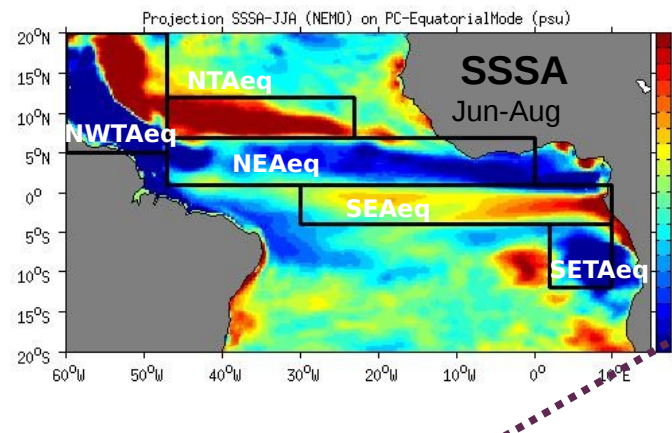 Projection SSSA-JJA (NEMO) on PC-EquatorialMode (psu)
20°N
15°N
10°N
5°N
0°
5°S
10°S
15°S
20°S
SSSA
Jun-Aug
NTAeq
NWTAeq
NEAeq
SEAeq
SETAeq
60°W
50°W
40°W
30°W
20°W
10°W
0°
10°E